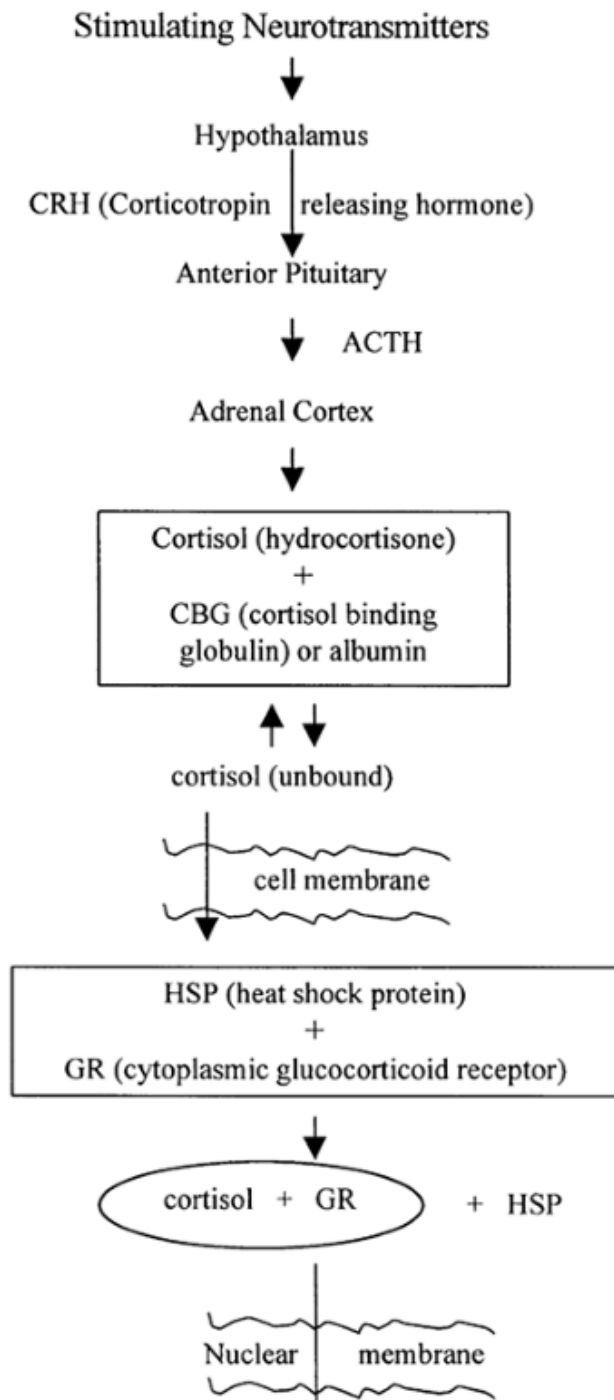 Stimulating Neurotransmitters
Hypothalamus
CRH (Corticotropin releasing hormone)
Anterior Pituitary
ACTH
Adrenal Cortex
Cortisol (hydrocortisone)
+
CBG (cortisol binding
globulin) or albumin
cortisol (unbound)
cell membrane
HSP (heat shock protein)
+
GR (cytoplasmic glucocorticoid receptor)
cortisol + GR + HSP
Nuclear membrane